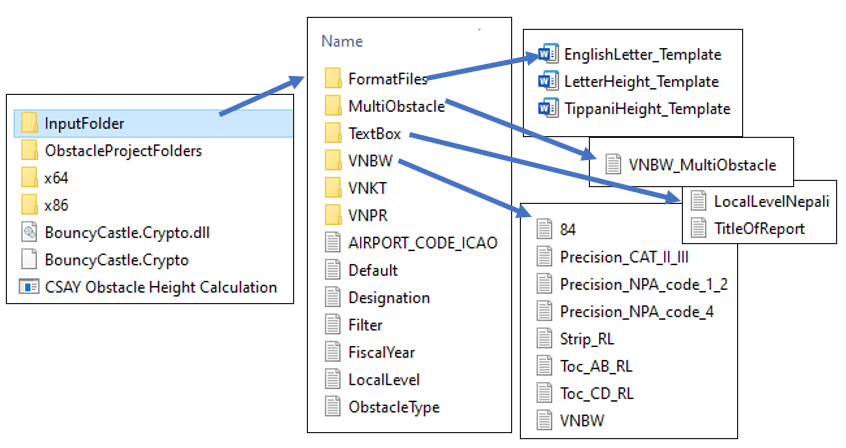 InputFolder
ObstacleProjectFolders
x64
x86
BouncyCastle.Crypto.dll
BouncyCastle.Crypto
CSAY Obstacle Height Calculation
Name
FormatFiles
MultiObstacle
TextBox
VNBW
VNKT
VNPR
AIRPORT_CODE_ICAO
Default
Designation
Filter
FiscalYear
LocalLevel
ObstacleType
EnglishLetter_Template
LetterHeight_Template
TippaniHeight_Template
VNBW_MultiObstacle
LocalLevelNepali
TitleOfReport
84
Precision_CAT_II_III
Precision_NPA_code_1_2
Precision_NPA_code_4
Strip_RL
Toc_AB_RL
Toc_CD_RL
VNBW